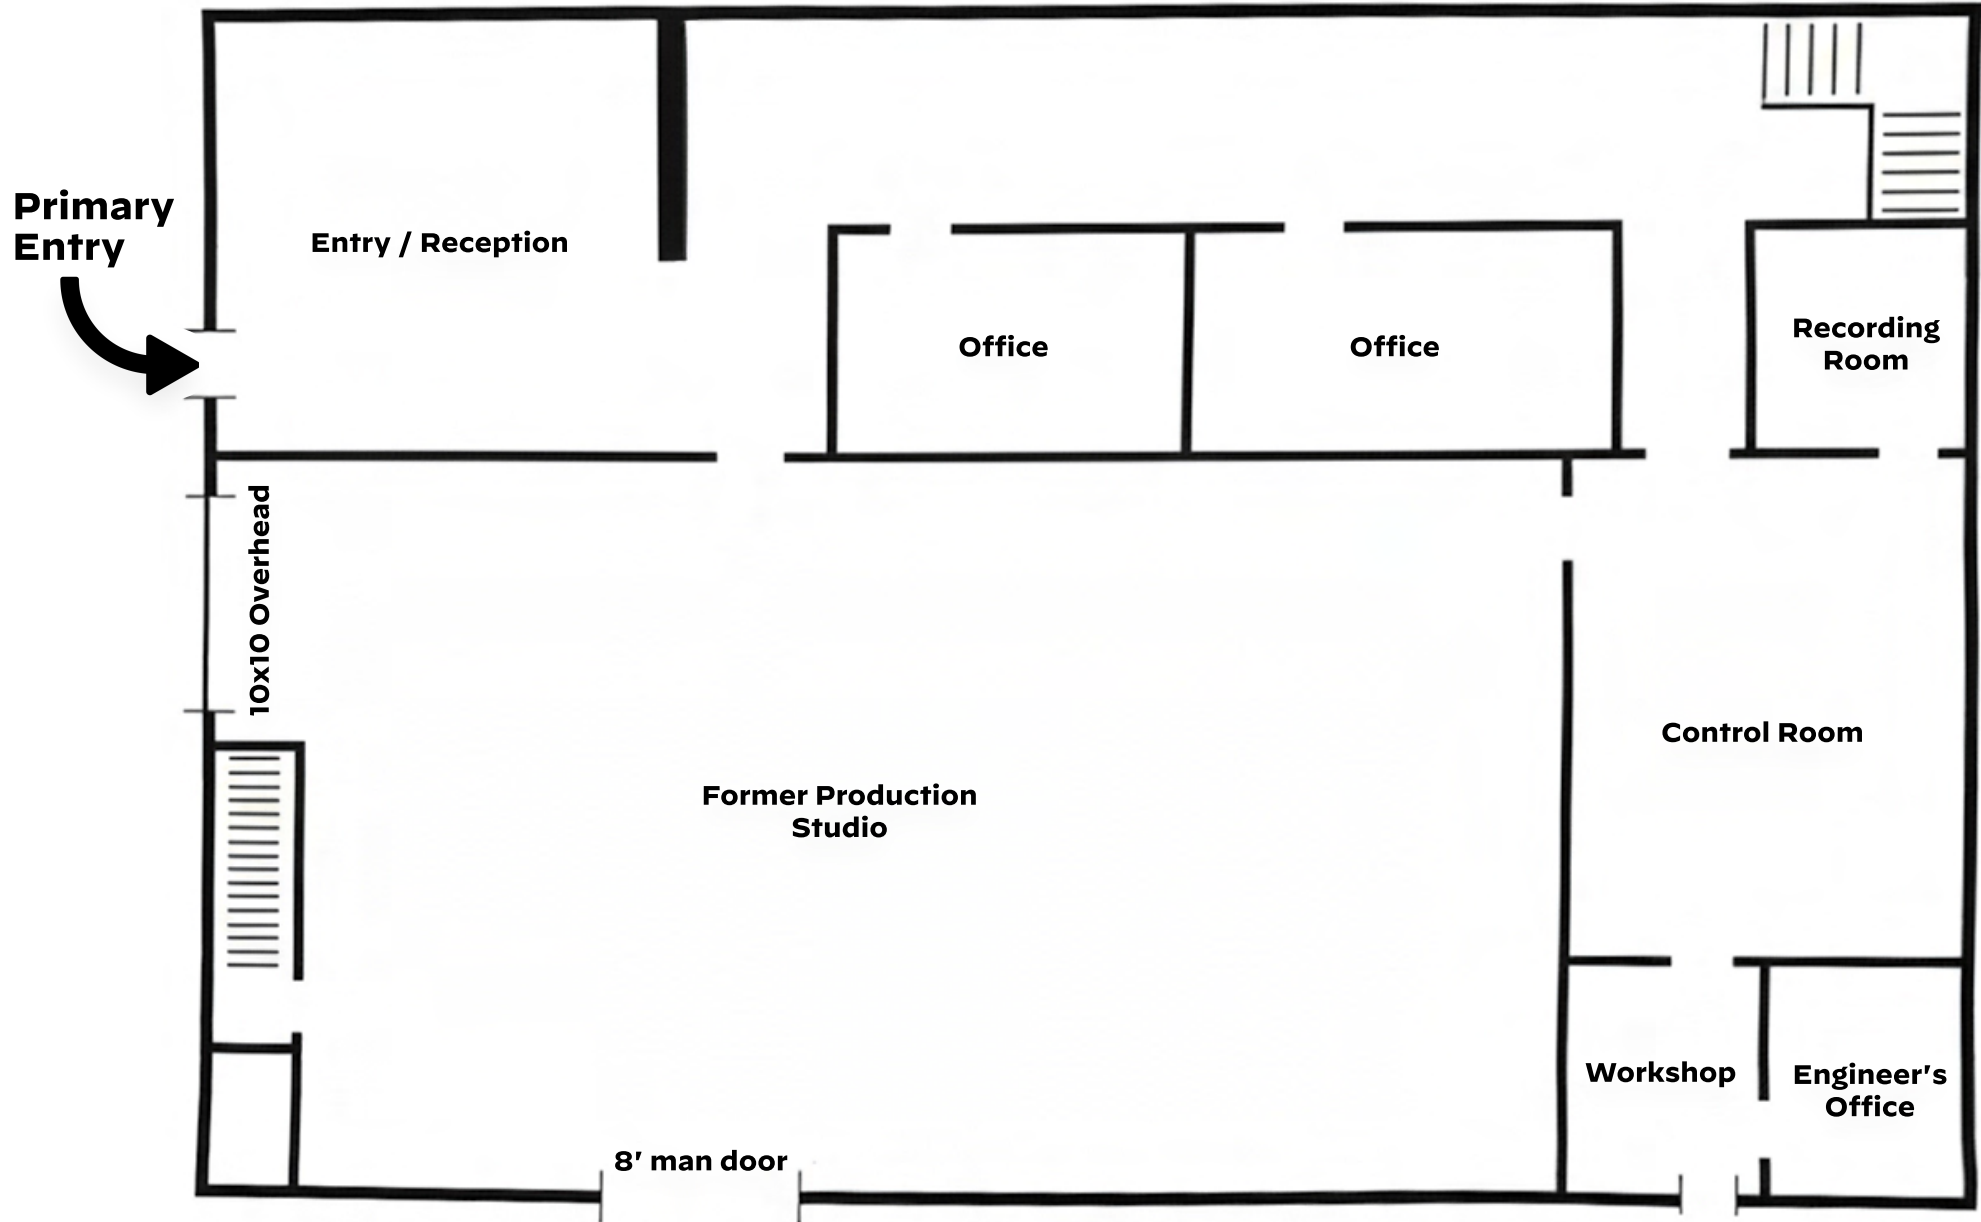 Primary
Entry
Entry / Reception
Office
Office
Recording
Room
10x10 Overhead
Control Room
Former Production
Studio
Workshop
Engineer's
Office
8' man door